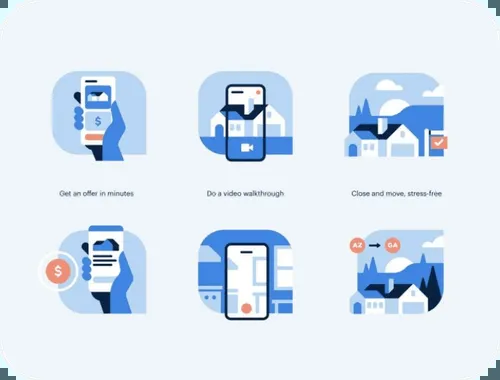 $
Get an offer in minutes
Do a video walkthrough
Close and move, stress-free
$
AZ → GA